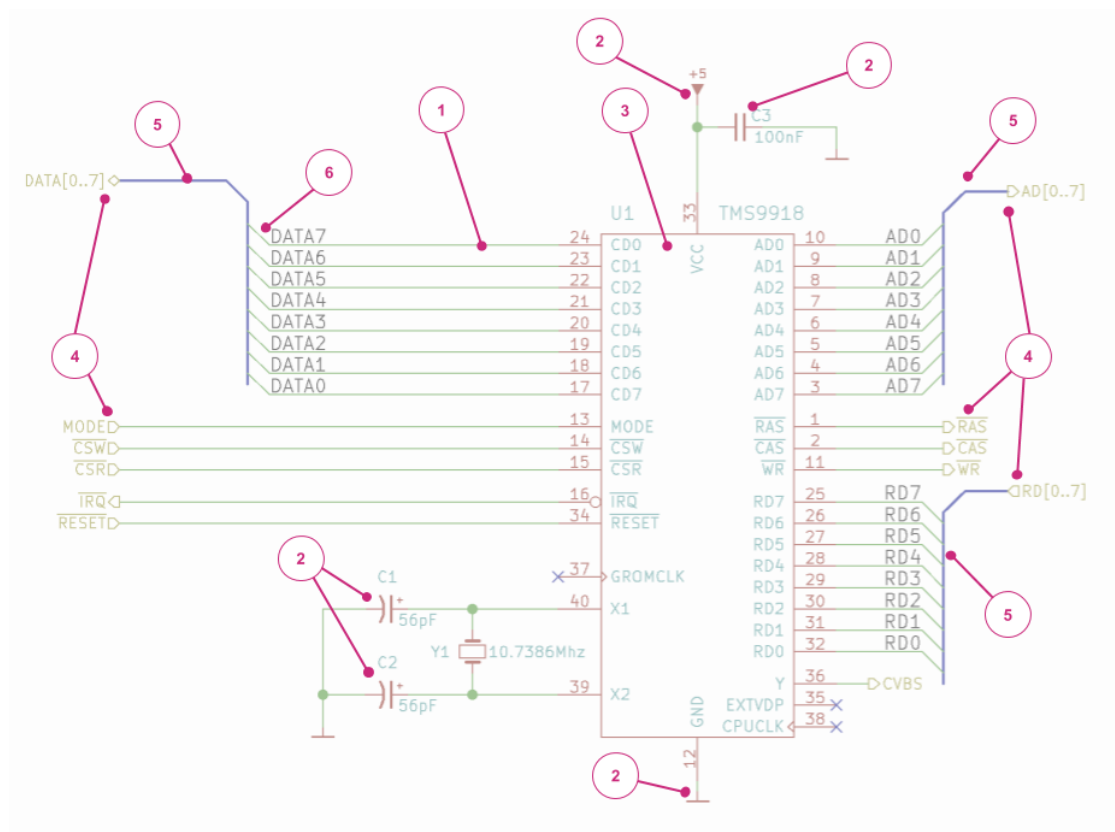 2
2
+5
1
3
C3
5
5
100nF
DATA[0..7]
6
AD[0..7]
33
U1
TMS9918
VCC
DATA7 24 CD0 AD0 10 AD0
DATA6 23 CD1 AD1 9 AD1
DATA5 22 CD2 AD2 8 AD2
DATA4 21 CD3 AD3 7 AD3
DATA3 20 CD4 AD4 6 AD4
DATA2 19 CD5 AD5 5 AD5
4
4
DATA1 18 CD6 AD6 4 AD6
DATA0 17 CD7 AD7 3 AD7
MODE 13 MODE RAS 1 RAS
CSW 14 CSW CAS 2 CAS
CSR 15 CSR WR 11 WR
RD[0..7]
IRQ 16 IRQ RD7 25 RD7
RESET 34 RESET RD6 26 RD6
RD5 27 RD5
2
RD4 28 RD4
C1
37 GROMCLK RD3 29 RD3
40 X1 RD2 30 RD2
56pF
5
RD1 31 RD1
Y1 10.7386Mhz RD0 32 RD0
C2
39 X2 Y 36 CVBS
56pF
EXTVDP 35
GND
CPUCLK 38
12
2